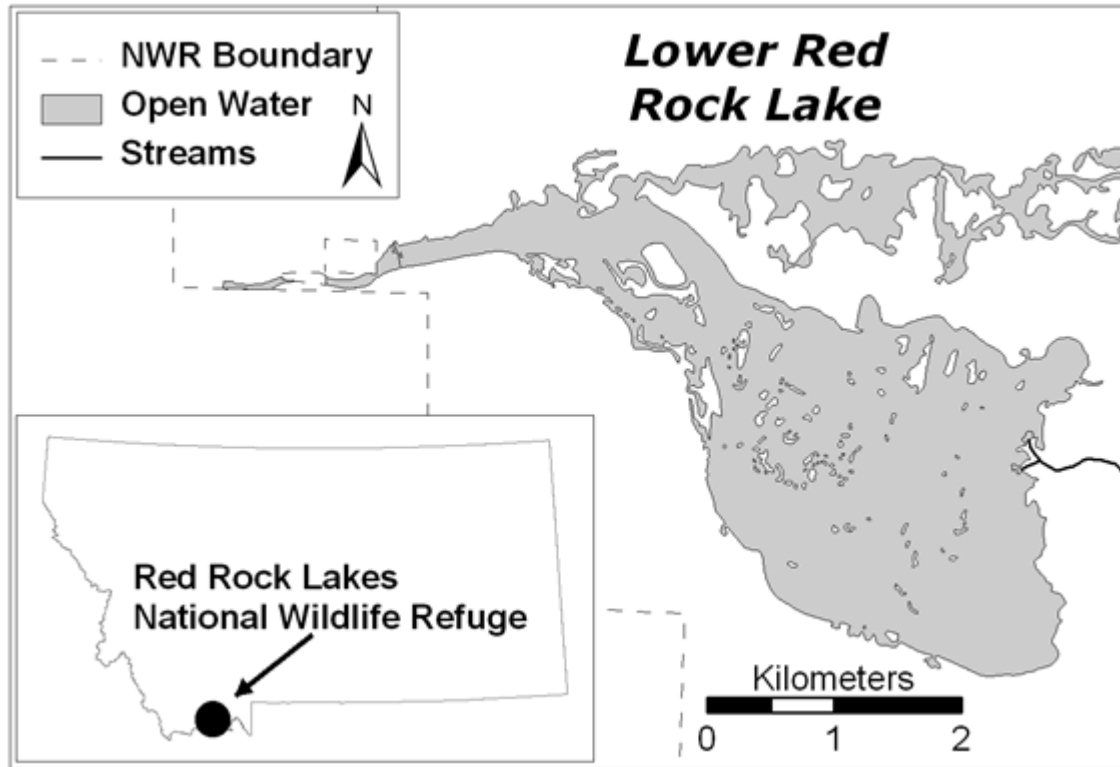 NWR Boundary
Open Water
Streams
N
Lower Red
Rock Lake
Red Rock Lakes
National Wildlife Refuge
Kilometers
0 1 2